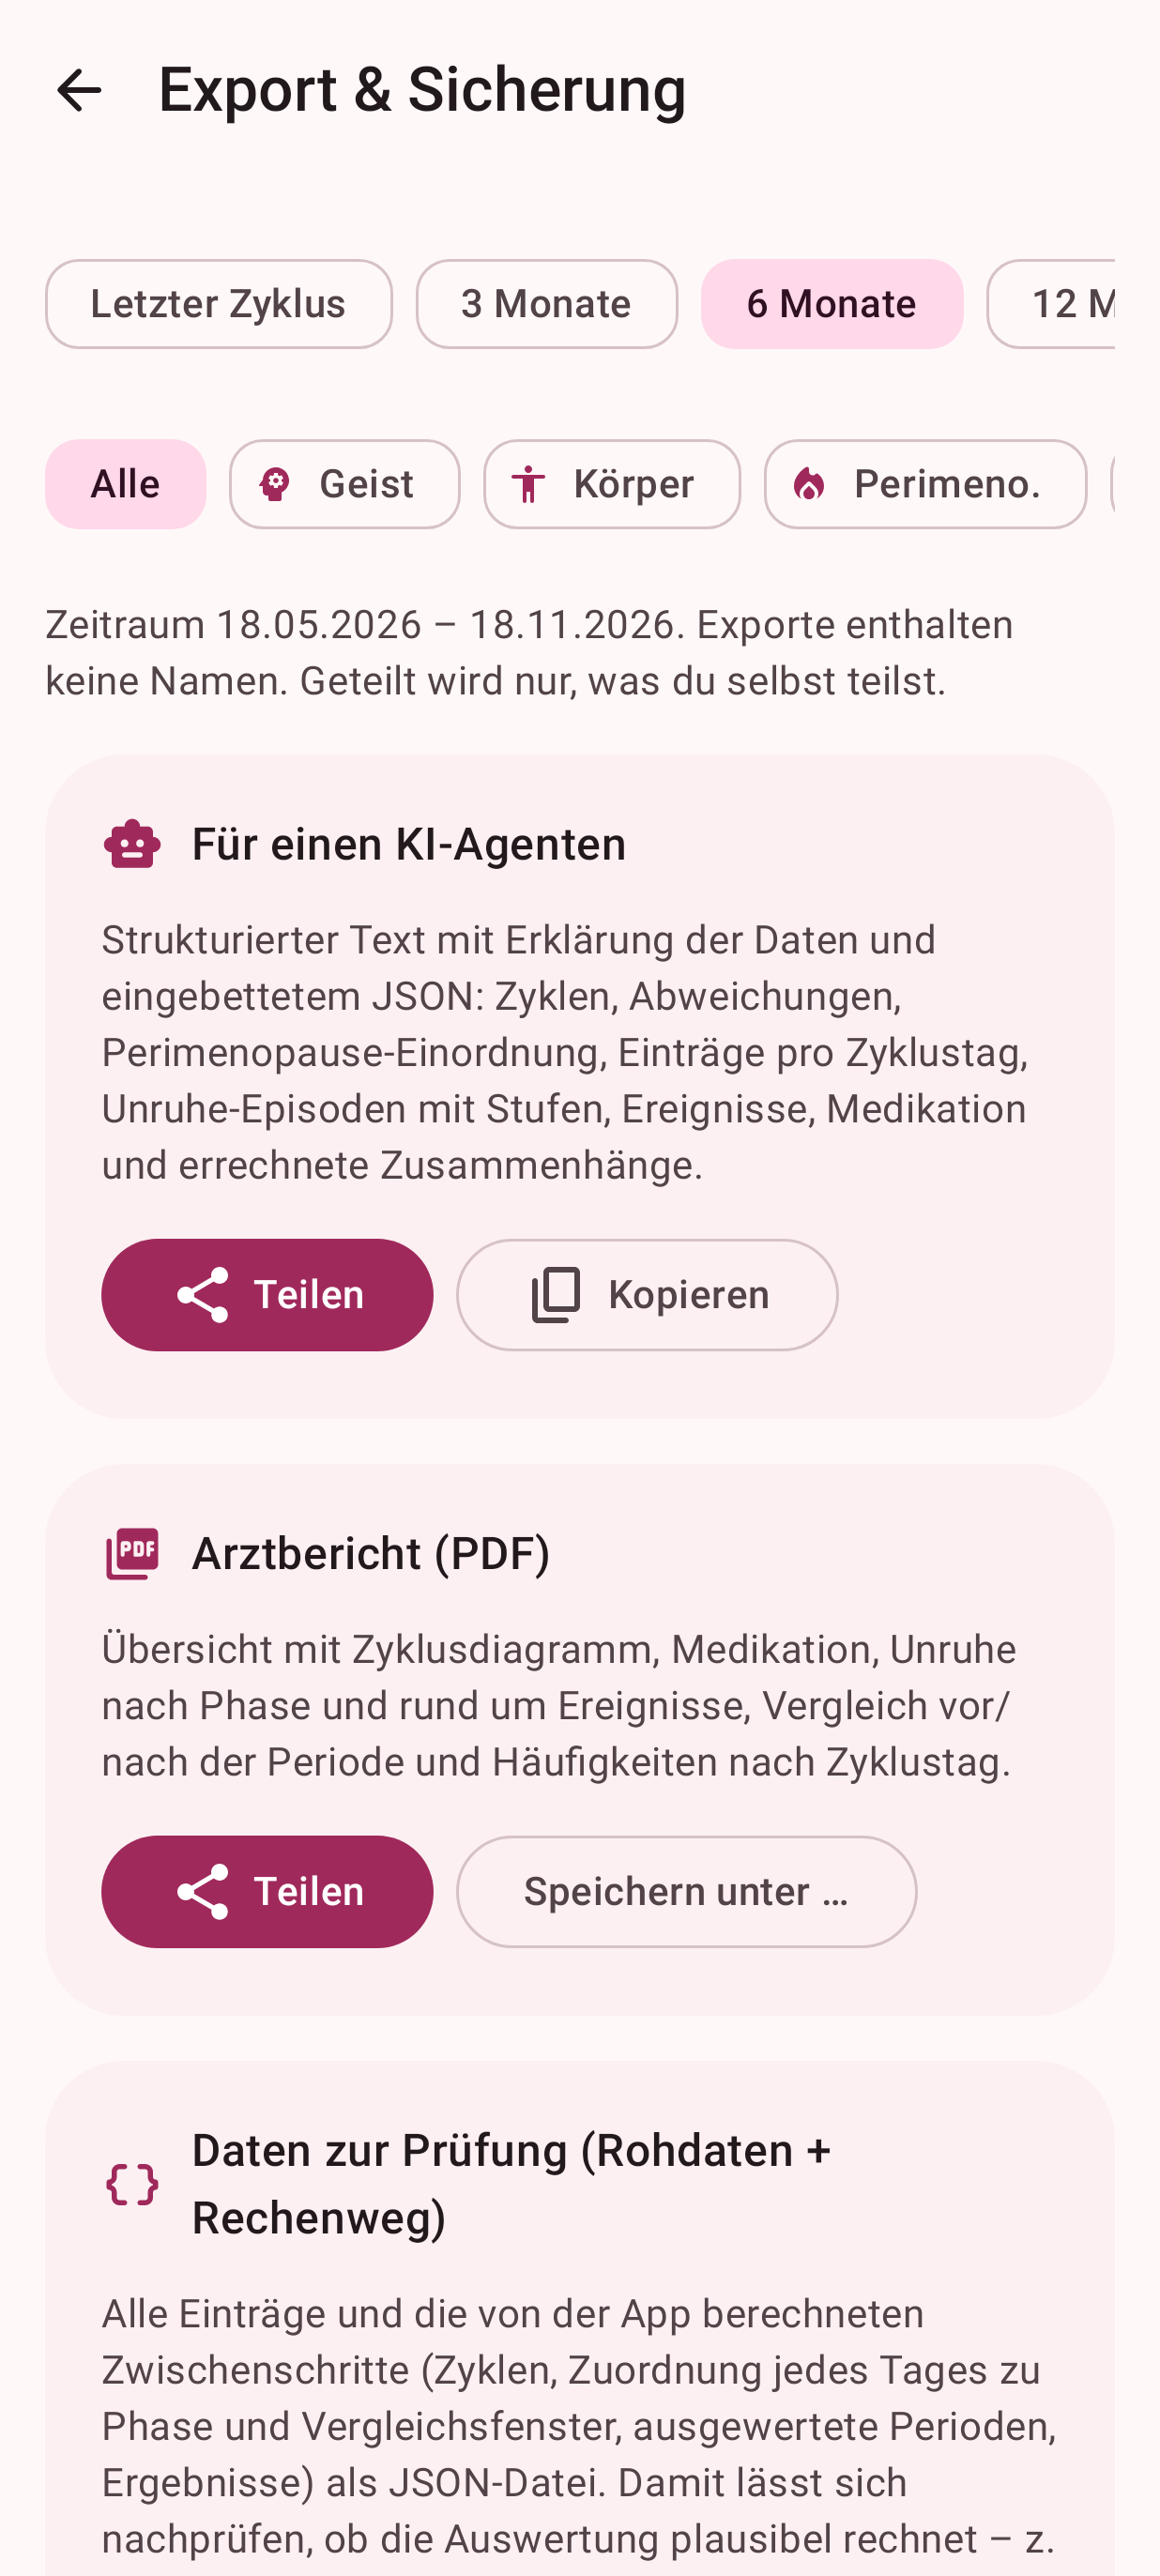 Export & Sicherung
Letzter Zyklus
3 Monate
6 Monate
12 M
Alle
Geist
Körper
Perimeno.
Zeitraum 18.05.2026 – 18.11.2026. Exporte enthalten
keine Namen. Geteilt wird nur, was du selbst teilst.
Für einen KI-Agenten
Strukturierter Text mit Erklärung der Daten und
eingebettetem JSON: Zyklen, Abweichungen,
Perimenopause-Einordnung, Einträge pro Zyklustag,
Unruhe-Episoden mit Stufen, Ereignisse, Medikation
und errechnete Zusammenhänge.
Teilen
Kopieren
PDF
Arztbericht (PDF)
Übersicht mit Zyklusdiagramm, Medikation, Unruhe
nach Phase und rund um Ereignisse, Vergleich vor/
nach der Periode und Häufigkeiten nach Zyklustag.
Teilen
Speichern unter …
{} Daten zur Prüfung (Rohdaten +
Rechenweg)
Alle Einträge und die von der App berechneten
Zwischenschritte (Zyklen, Zuordnung jedes Tages zu
Phase und Vergleichsfenster, ausgewertete Perioden,
Ergebnisse) als JSON-Datei. Damit lässt sich
nachprüfen, ob die Auswertung plausibel rechnet – z.